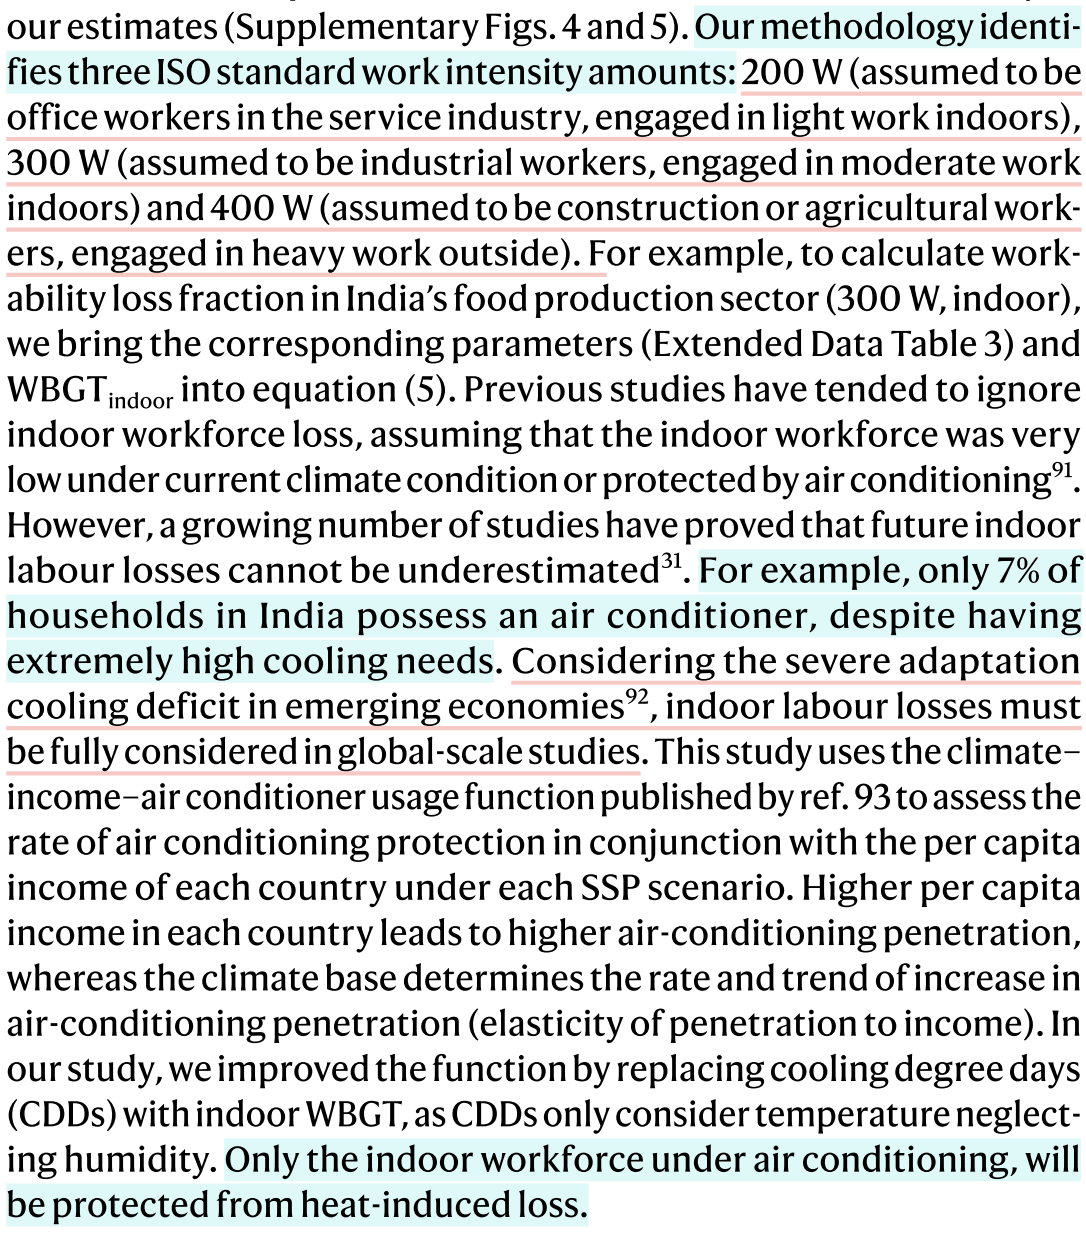 our estimates (Supplementary Figs. 4 and 5). Our methodology identi-
fies three ISO standard work intensity amounts: 200 W (assumed to be
office workers in the service industry, engaged in light work indoors),
300 W (assumed to be industrial workers, engaged in moderate work
indoors) and 400 W (assumed to be construction or agricultural work-
ers, engaged in heavy work outside). For example, to calculate work-
ability loss fraction in India’s food production sector (300 W, indoor),
we bring the corresponding parameters (Extended Data Table 3) and
WBGTindoor into equation (5). Previous studies have tended to ignore
indoor workforce loss, assuming that the indoor workforce was very
low under current climate condition or protected by air conditioning91.
However, a growing number of studies have proved that future indoor
labour losses cannot be underestimated31. For example, only 7% of
households in India possess an air conditioner, despite having
extremely high cooling needs. Considering the severe adaptation
cooling deficit in emerging economies92, indoor labour losses must
be fully considered in global-scale studies. This study uses the climate–
income–air conditioner usage function published by ref. 93 to assess the
rate of air conditioning protection in conjunction with the per capita
income of each country under each SSP scenario. Higher per capita
income in each country leads to higher air-conditioning penetration,
whereas the climate base determines the rate and trend of increase in
air-conditioning penetration (elasticity of penetration to income). In
our study, we improved the function by replacing cooling degree days
(CDDs) with indoor WBGT, as CDDs only consider temperature neglect-
ing humidity. Only the indoor workforce under air conditioning, will
be protected from heat-induced loss.